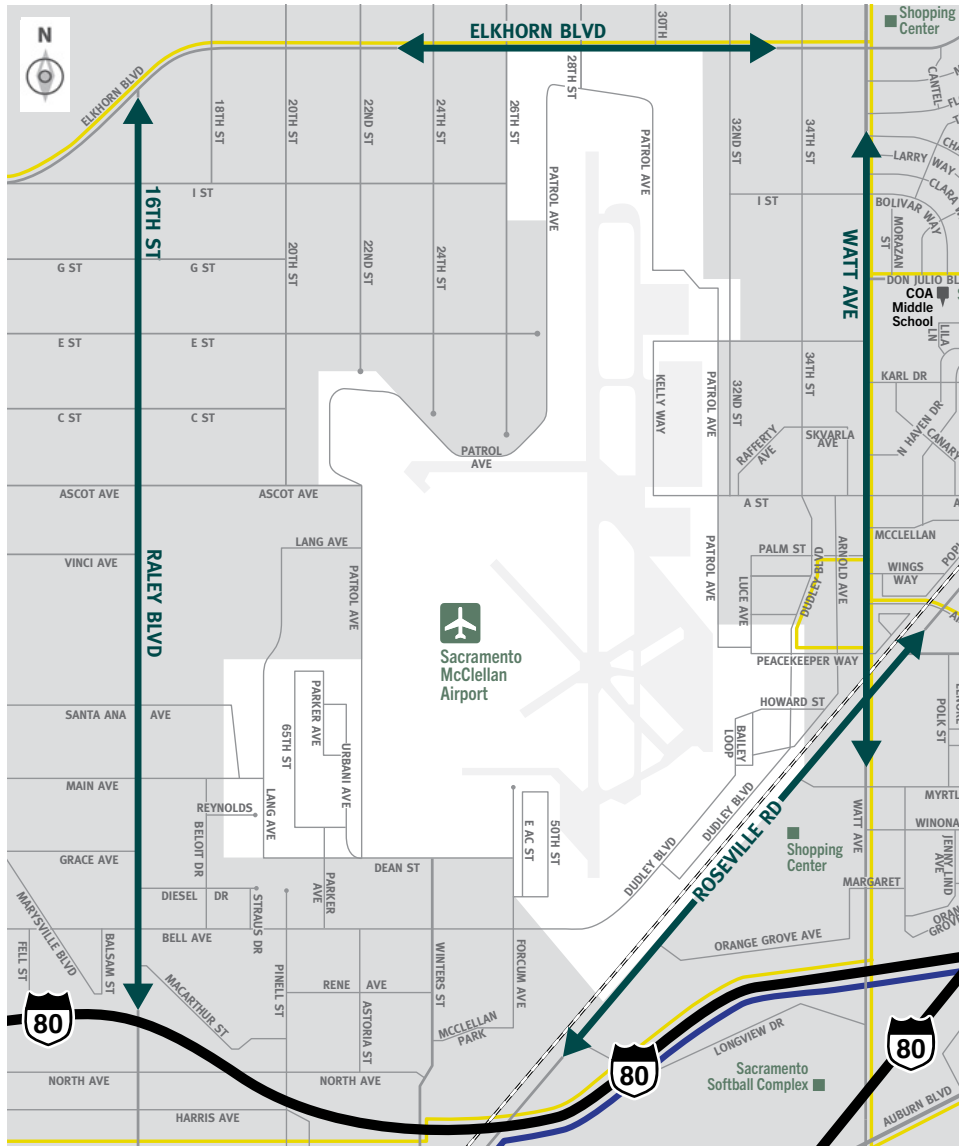 N
ELKHORN BLVD
30TH
Shopping
Center
ELKHORN BLVD
28TH ST
CANTEL
18TH ST
20TH ST
22ND ST
24TH ST
26TH ST
32ND ST
34TH ST
PATROL AVE
PATROL AVE
LARRY WAY
CLARA W
I ST
I ST
16TH ST
BOLIVAR WAY
MORAZAN
ST
WATT AVE
G ST
G ST
20TH ST
22ND ST
24TH ST
DON JULIO BL
COA
Middle
School
LILA
LN
E ST
E ST
34TH ST
KARL DR
KELLY WAY
PATROL AVE
32ND ST
C ST
C ST
N HAVEN DR
CANARY
RAFFERTY
AVE
SKVARLA
AVE
PATROL
AVE
ASCOT AVE
ASCOT AVE
A ST
A
MCCLELLAN
LANG AVE
PALM ST
VINCI AVE
RALEY BLVD
PATROL AVE
PATROL AVE
LUCE AVE
DUDLEY BLVD
ARNOLD AVE
WINGS
WAY
POPL
Sacramento
McClellan
Airport
PEACEKEEPER WAY
SANTA ANA AVE
65TH ST
PARKER AVE
URBANI AVE
HOWARD ST
BAILEY
LOOP
POLK ST
MAIN AVE
REYNOLDS
LANG AVE
BELOIT DR
E AC ST
50TH ST
DUDLEY BLVD
DUDLEY BLVD
ROSEVILLE RD
WATT AVE
MYRTL
WINONA
Shopping
Center
JENNY LIND
AVE
GRACE AVE
DEAN ST
MARGARET
MARYSVILLE BLVD
DIESEL DR
STRAUS DR
PARKER
AVE
ORAN
GROVE
BELL AVE
ORANGE GROVE AVE
FELL ST
BALSAM ST
MACARTHUR ST
PINELL ST
RENE AVE
ASTORIA ST
WINTERS ST
FORCUM AVE
MCCLELLAN
PARK
80
80
80
LONGVIEW DR
NORTH AVE
NORTH AVE
Sacramento
Softball Complex
HARRIS AVE
AUBURN BLVD